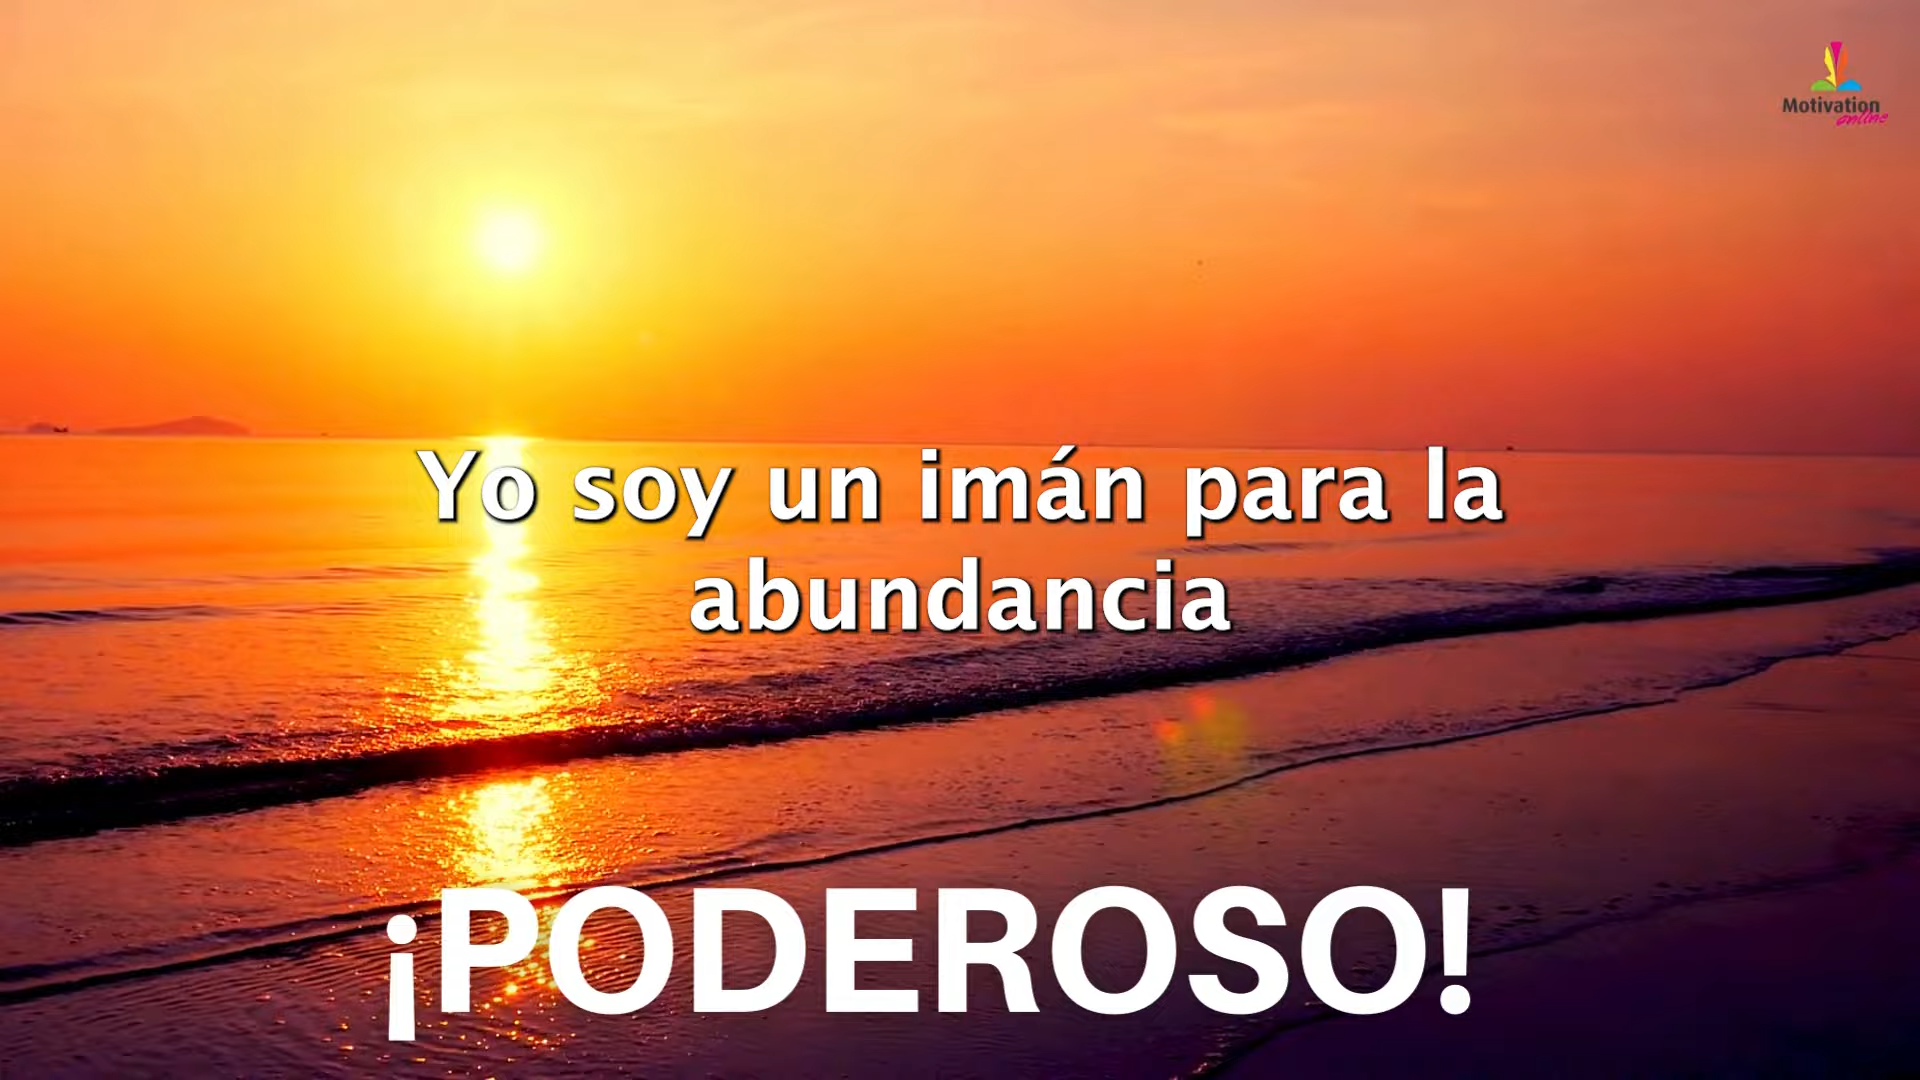 Motivation
online
Yo soy un imán para la
abundancia
¡PODEROSO!